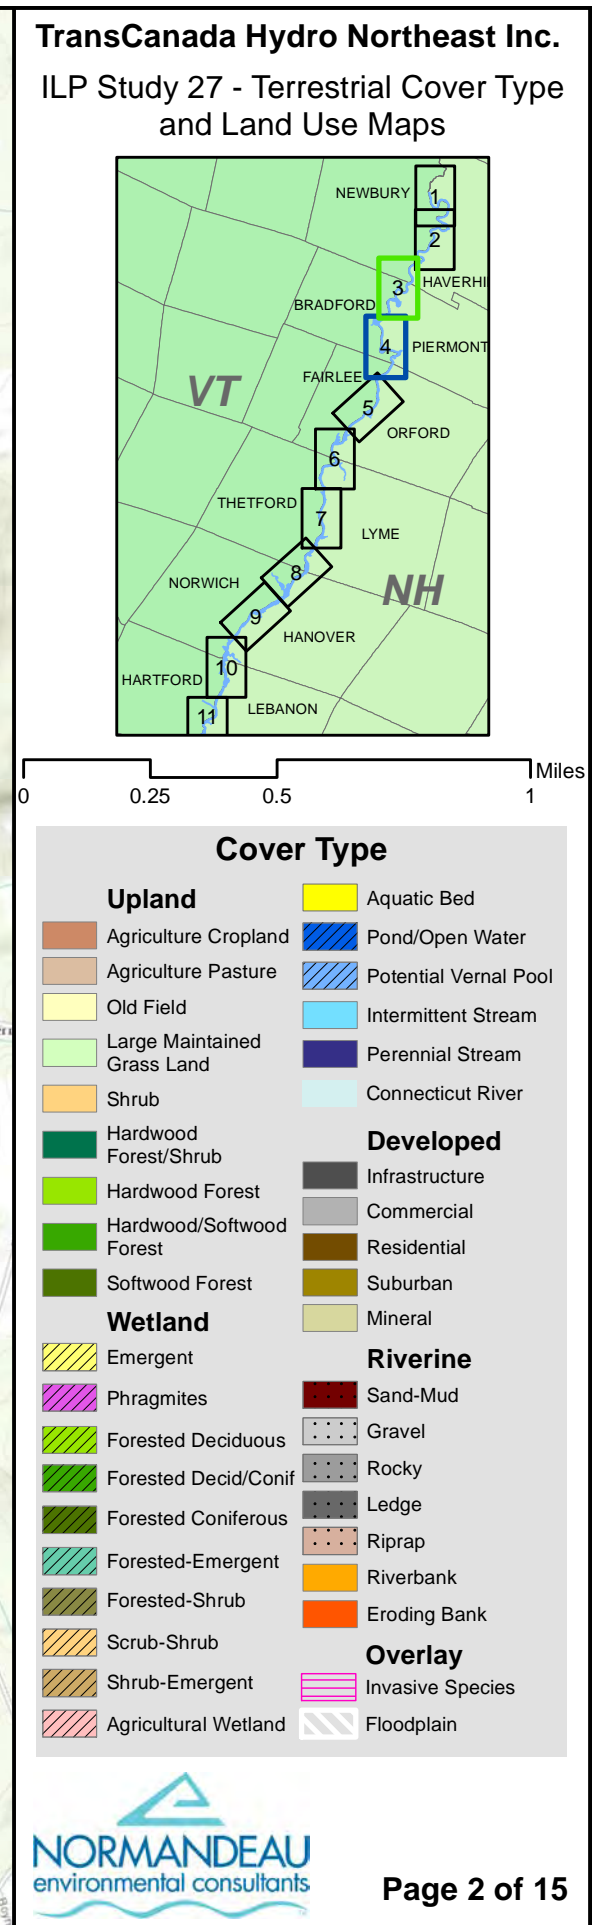 TransCanada Hydro Northeast Inc.
ILP Study 27 - Terrestrial Cover Type
and Land Use Maps
NEWBURY
1
2
HAVERHI
3
BRADFORD
4
PIERMONT
FAIRLEE
VT
5
ORFORD
6
THETFORD
7
LYME
8
NORWICH
NH
9
HANOVER
10
HARTFORD
LEBANON
11
Miles
0 0.25 0.5 1
Cover Type
Upland
Agriculture Cropland
Agriculture Pasture
Old Field
Large Maintained
Grass Land
Shrub
Hardwood
Forest/Shrub
Hardwood Forest
Hardwood/Softwood
Forest
Softwood Forest
Wetland
Emergent
Phragmites
Forested Deciduous
Forested Decid/Conif
Forested Coniferous
Forested-Emergent
Forested-Shrub
Scrub-Shrub
Shrub-Emergent
Agricultural Wetland
Aquatic Bed
Pond/Open Water
Potential Vernal Pool
Intermittent Stream
Perennial Stream
Connecticut River
Developed
Infrastructure
Commercial
Residential
Suburban
Mineral
Riverine
Sand-Mud
Gravel
Rocky
Ledge
Riprap
Riverbank
Eroding Bank
Overlay
Invasive Species
Floodplain
NORMANDEAU
environmental consultants
Page 2 of 15